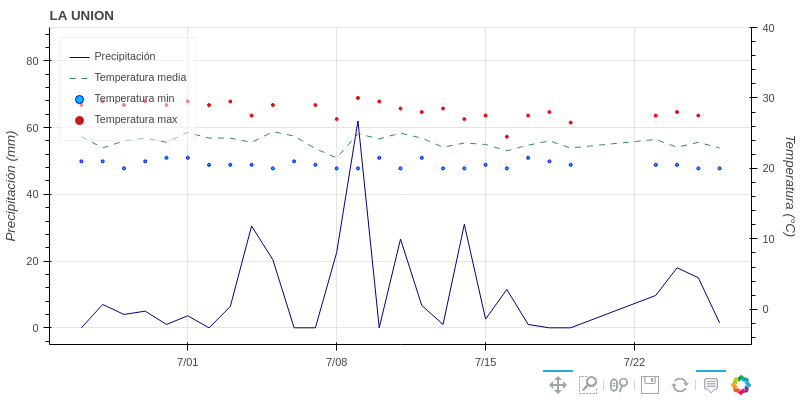 LA UNION
Precipitación
Temperatura media
Temperatura min
Temperatura max
Precipitación (mm)
80
60
40
20
0
40
30
20
10
0
Temperatura (°C)
7/01
7/08
7/15
7/22